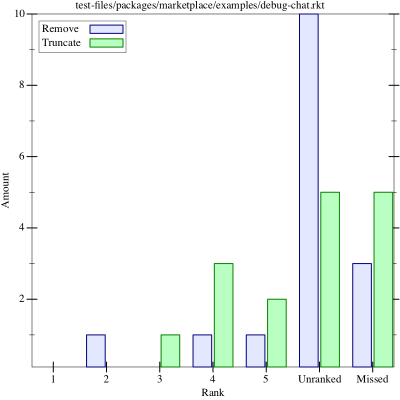 test-files/packages/marketplace/examples/debug-chat.rkt
Remove
Truncate
10
8
6
4
2
Amount
1 2 3 4 5 Unranked Missed
Rank